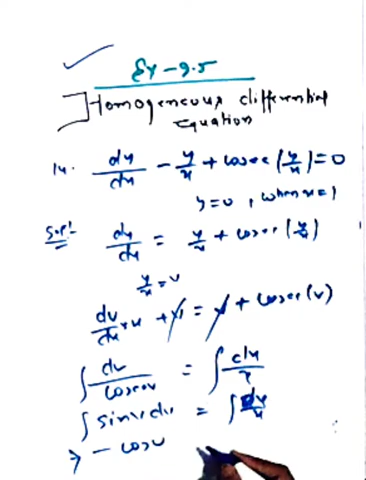 Ex - 9.5
Homogeneous differential
Equation
14. dy/dx - y/x + cosec (y/x) = 0
y = 0 , when x = 1
Sol:- dy/dx = y/x + cosec (y/x)
y/x = v
dv/dx × x + v = v + cosec (v)
∫ dv/cosec v = ∫ dx/x
∫ sin v dv = ∫ dx/x
⇒ - cos v